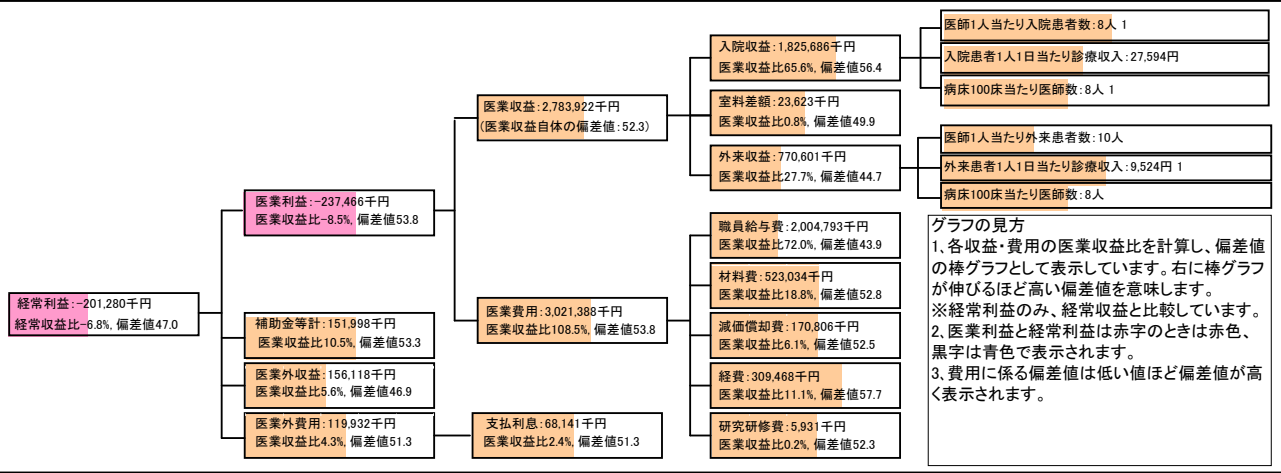 経常利益:-201,280千円
経常収益比-6.8%, 偏差値47.0
医業利益:-237,466千円
医業収益比-8.5%, 偏差値53.8
補助金等計:151,998千円
医業収益比10.5%, 偏差値53.3
医業外収益:156,118千円
医業収益比5.6%, 偏差値46.9
医業外費用:119,932千円
医業収益比4.3%, 偏差値51.3
医業収益:2,783,922千円
(医業収益自体の偏差値:52.3)
医業費用:3,021,388千円
医業収益比108.5%, 偏差値53.8
支払利息:68,141千円
医業収益比2.4%, 偏差値51.3
入院収益:1,825,686千円
医業収益比65.6%, 偏差値56.4
室料差額:23,623千円
医業収益比0.8%, 偏差値49.9
外来収益:770,601千円
医業収益比27.7%, 偏差値44.7
職員給与費:2,004,793千円
医業収益比72.0%, 偏差値43.9
材料費:523,034千円
医業収益比18.8%, 偏差値52.8
減価償却費:170,806千円
医業収益比6.1%, 偏差値52.5
経費:309,468千円
医業収益比11.1%, 偏差値57.7
研究研修費:5,931千円
医業収益比0.2%, 偏差値52.3
医師1人当たり入院患者数:8人 1
入院患者1人1日当たり診療収入:27,594円
病床100床当たり医師数:8人 1
医師1人当たり外来患者数:10人
外来患者1人1日当たり診療収入:9,524円 1
病床100床当たり医師数:8人
グラフの見方
1、各収益・費用の医業収益比を計算し、偏差値
の棒グラフとして表示しています。右に棒グラフ
が伸びるほど高い偏差値を意味します。
※経常利益のみ、経常収益と比較しています。
2、医業利益と経常利益は赤字のときは赤色、
黒字は青色で表示されます。
3、費用に係る偏差値は低い値ほど偏差値が高
く表示されます。